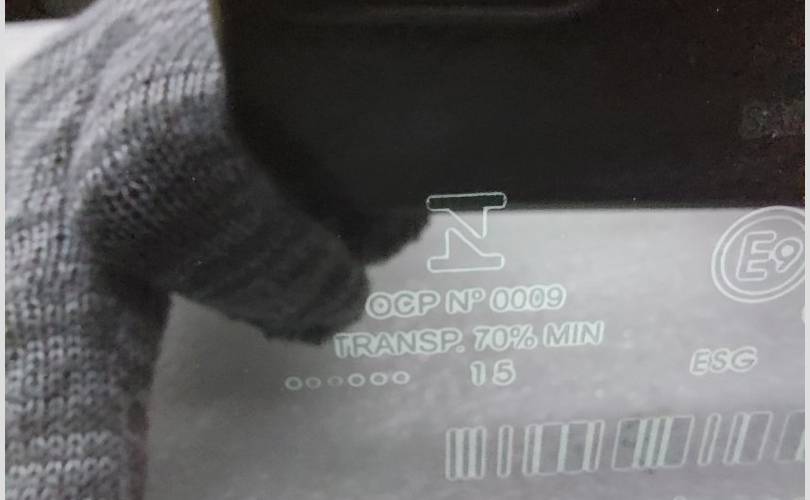 N
E9
OCP Nº 0009
TRANSP. 70% MIN
...... 15
ESG